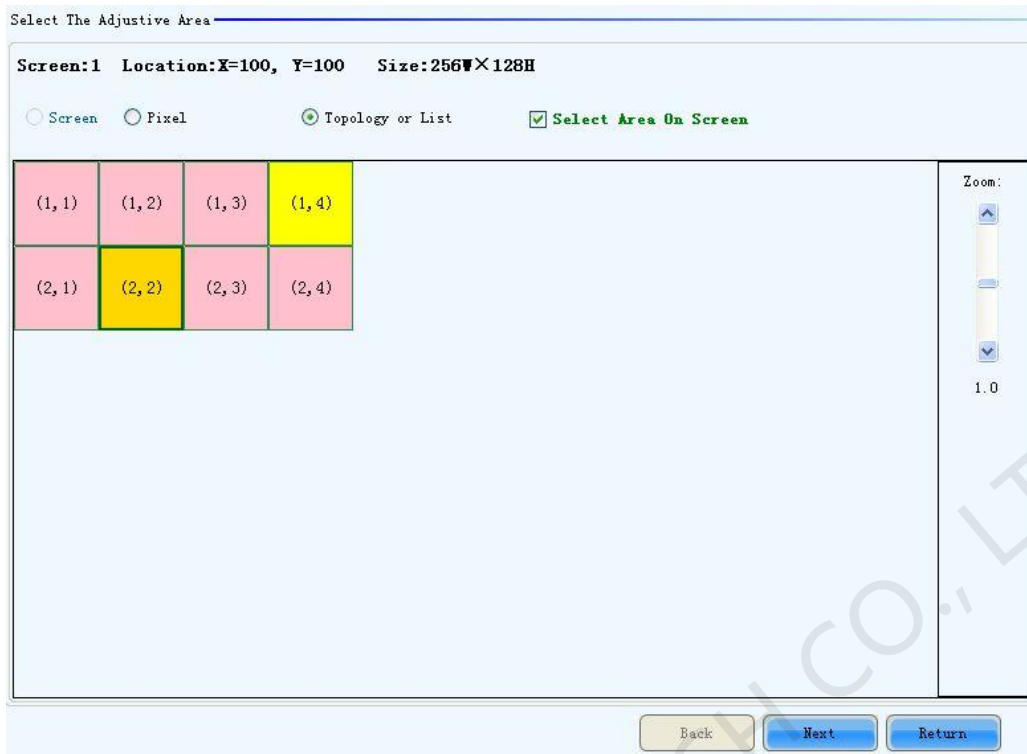 Select The Adjustive Area
Screen:1 Location:X=100, Y=100 Size:256W×128H
Screen Pixel Topology or List Select Area On Screen
(1,1) (1,2) (1,3) (1,4)
(2,1) (2,2) (2,3) (2,4)
Zoom:
1.0
Back Next Return
H CO., LT